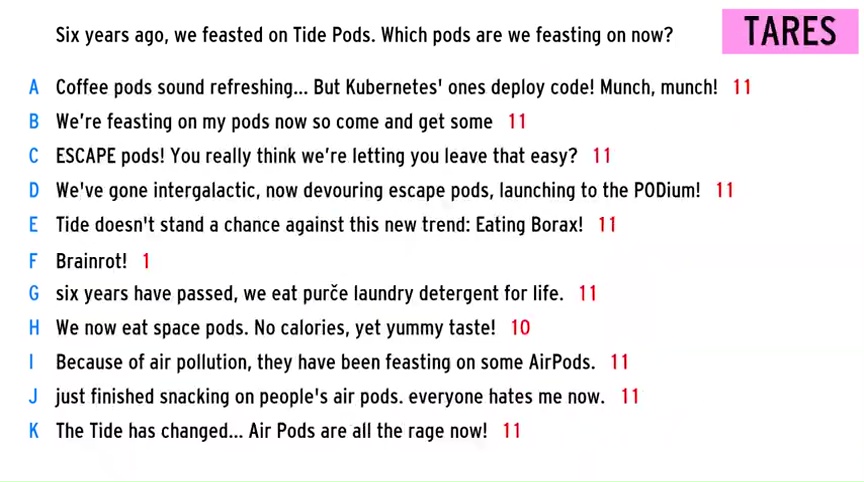 Six years ago, we feasted on Tide Pods. Which pods are we feasting on now?
TARES
A Coffee pods sound refreshing... But Kubernetes' ones deploy code! Munch, munch! 11
B We're feasting on my pods now so come and get some 11
C ESCAPE pods! You really think we're letting you leave that easy? 11
D We've gone intergalactic, now devouring escape pods, launching to the PODium! 11
E Tide doesn't stand a chance against this new trend: Eating Borax! 11
F Brainrot! 1
G six years have passed, we eat purče laundry detergent for life. 11
H We now eat space pods. No calories, yet yummy taste! 10
I Because of air pollution, they have been feasting on some AirPods. 11
J just finished snacking on people's air pods. everyone hates me now. 11
K The Tide has changed... Air Pods are all the rage now! 11